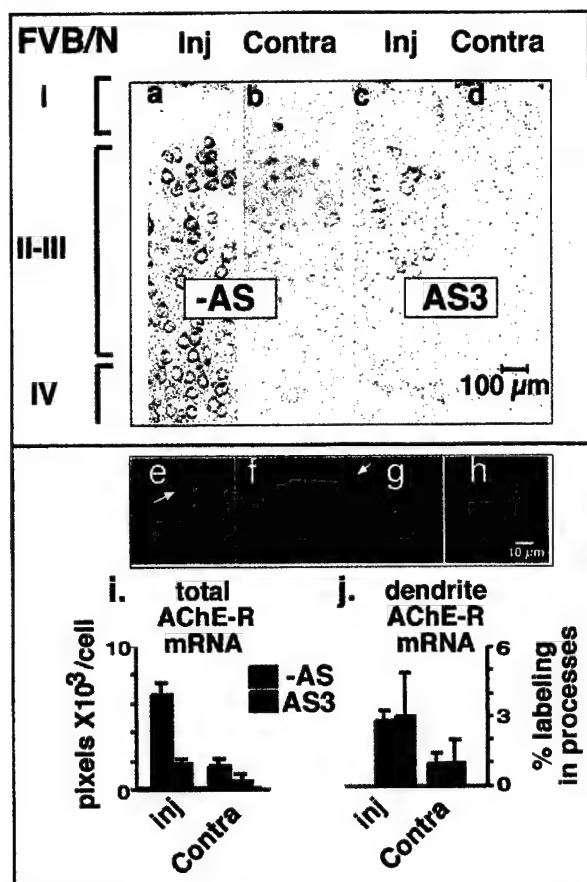 FVB/N Inj Contra Inj Contra
a b c d
I
II-III
-AS AS3
IV
100 µm
e f g h
10 µm
i. total AChE-R mRNA
j. dendrite AChE-R mRNA
pixels X10³/cell
10
0
-AS
AS3
6
3
0
% labeling in processes
Inj Contra
Inj Contra